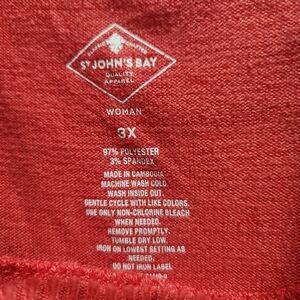 ST JOHN'S BAY
QUALITY
APPAREL
WOMAN
3X
97% POLYESTER
3% SPANDEX
MADE IN CAMBODIA
MACHINE WASH COLD.
WASH INSIDE OUT.
GENTLE CYCLE WITH LIKE COLORS.
USE ONLY NON-CHLORINE BLEACH
WHEN NEEDED.
REMOVE PROMPTLY.
TUMBLE DRY LOW.
IRON ON LOWEST SETTING AS
NEEDED.
DO NOT IRON LABEL